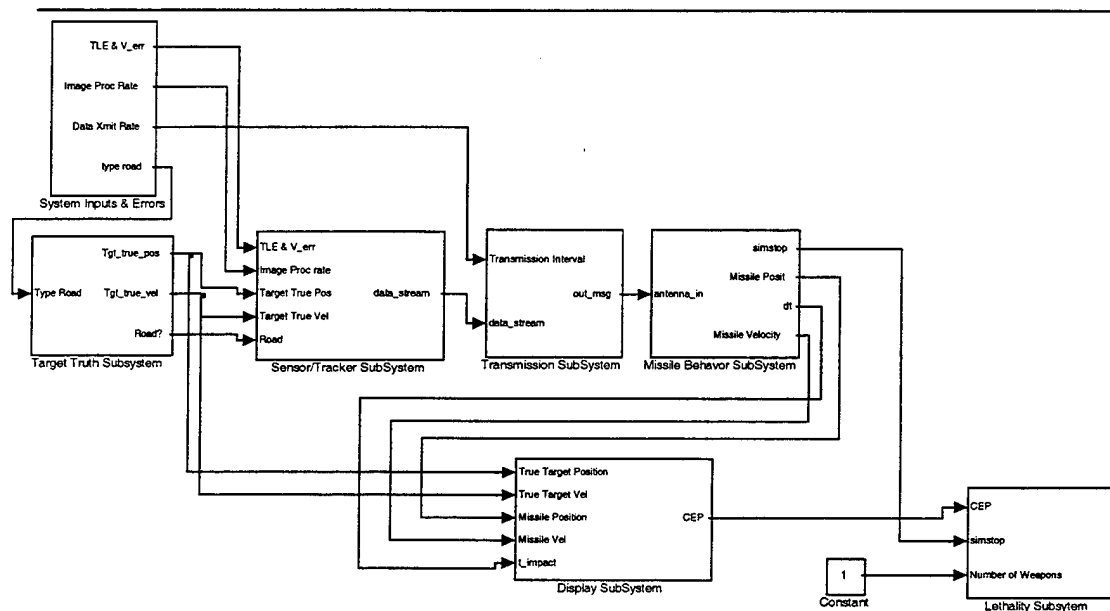 TLE & V_err
Image Proc Rate
Data Xmit Rate
type road
System Inputs & Errors
Type Road
Tgt_true_pos
Tgt_true_vel
Road?
Target Truth Subsystem
TLE & V_err
Image Proc rate
Target True Pos
Target True Vel
Road
data_stream
Sensor/Tracker SubSystem
Transmission Interval
data_stream
out_msg
Transmission SubSystem
antenna_in
simstop
Missile Posit
dt
Missile Velocity
Missile Behavor SubSystem
True Target Position
True Target Vel
Missile Position
Missile Vel
t_impact
CEP
Display SubSystem
1
Constant
CEP
simstop
Number of Weapons
Lethality Subsytem